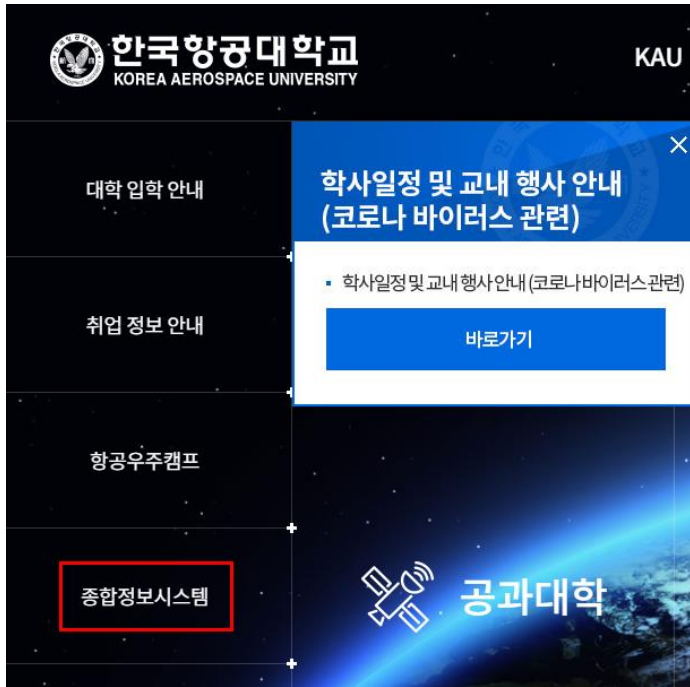 한국항공대학교
KOREA AEROSPACE UNIVERSITY
KAU
대학 입학 안내
취업 정보 안내
항공우주캠프
종합정보시스템
학사일정 및 교내 행사 안내
(코로나 바이러스 관련)
학사일정 및 교내 행사 안내 (코로나 바이러스 관련)
바로가기
공과대학